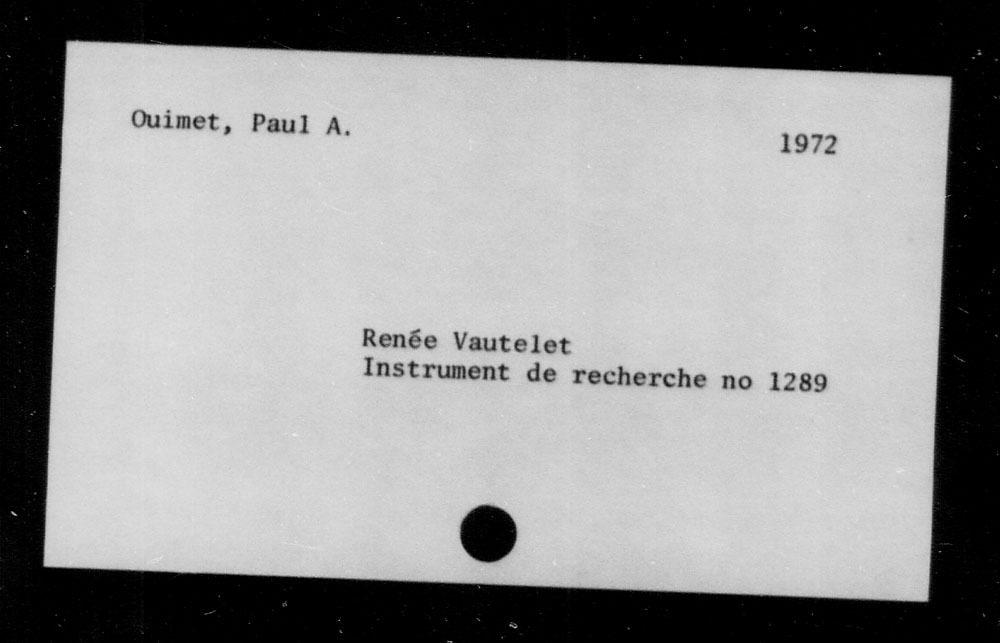 Ouimet, Paul A.
1972
Renée Vautelet
Instrument de recherche no 1289